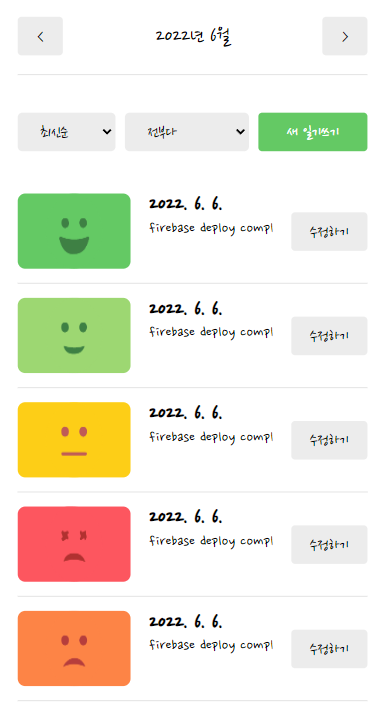 < 2022년 6월 >
최신순 전부다 새 일기쓰기
2022. 6. 6.
firebase deploy compl
수정하기
2022. 6. 6.
firebase deploy compl
수정하기
2022. 6. 6.
firebase deploy compl
수정하기
2022. 6. 6.
firebase deploy compl
수정하기
2022. 6. 6.
firebase deploy compl
수정하기